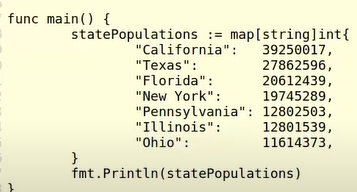 func main() {
        statePopulations := map[string]int{
                "California":   39250017,
                "Texas":        27862596,
                "Florida":      20612439,
                "New York":     19745289,
                "Pennsylvania": 12802503,
                "Illinois":     12801539,
                "Ohio":         11614373,
        }
        fmt.Println(statePopulations)
}